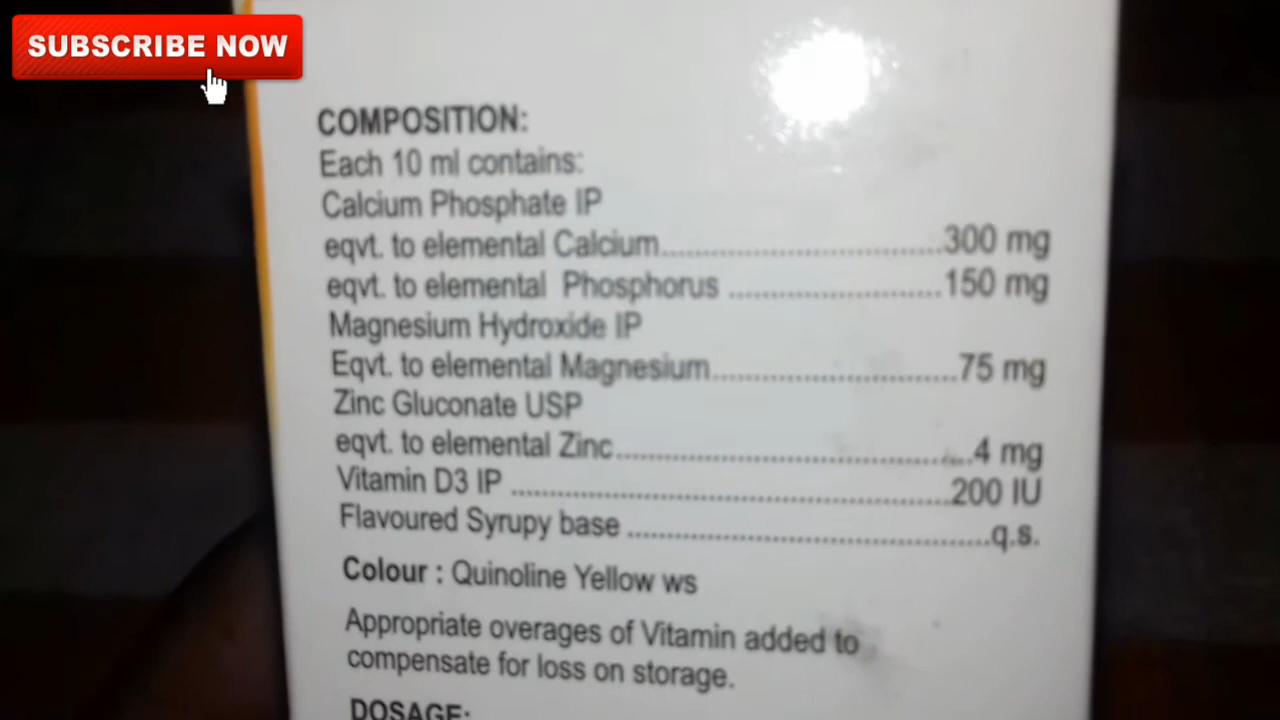 SUBSCRIBE NOW
COMPOSITION:
Each 10 ml contains:
Calcium Phosphate IP
eqvt. to elemental Calcium..............................300 mg
eqvt. to elemental Phosphorus .......................150 mg
Magnesium Hydroxide IP
Eqvt. to elemental Magnesium..........................75 mg
Zinc Gluconate USP
eqvt. to elemental Zinc.......................................4 mg
Vitamin D3 IP ................................................200 IU
Flavoured Syrupy base .......................................q.s.
Colour : Quinoline Yellow ws
Appropriate overages of Vitamin added to
compensate for loss on storage.
DOSAGE: